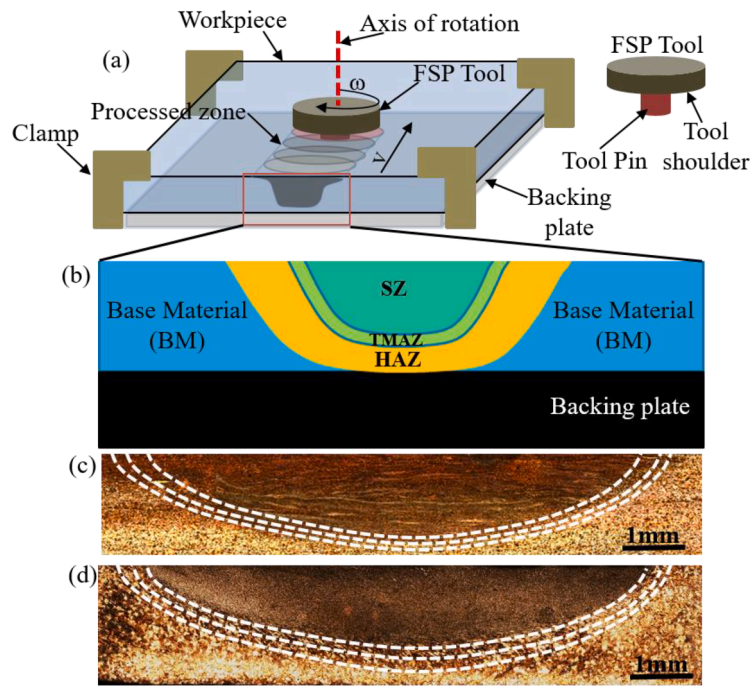 Workpiece
Axis of rotation
FSP Tool
(a)
ω
FSP Tool
Processed zone
Clamp
v
Tool
shoulder
Tool Pin
Backing
plate
(b)
SZ
Base Material
(BM)
TMAZ
HAZ
Base Material
(BM)
Backing plate
(c)
1mm
(d)
1mm